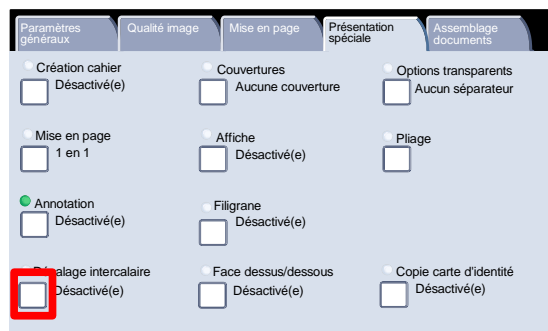 Paramètres
généraux
Qualité image
Mise en page
Présentation
spéciale
Assemblage
documents
Création cahier
Désactivé(e)
Couvertures
Aucune couverture
Options transparents
Aucun séparateur
Mise en page
1 en 1
Affiche
Désactivé(e)
Pliage
Annotation
Désactivé(e)
Filigrane
Désactivé(e)
Décalage intercalaire
Désactivé(e)
Face dessus/dessous
Désactivé(e)
Copie carte d'identité
Désactivé(e)